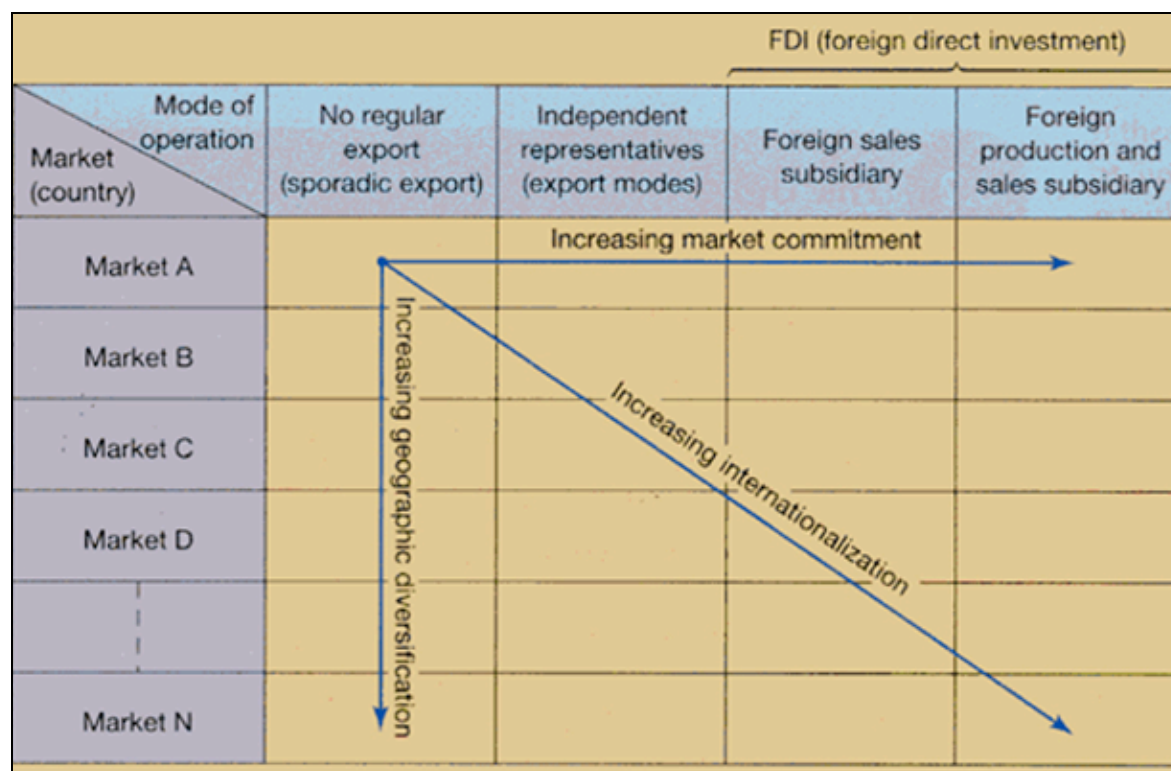 FDI (foreign direct investment)
Mode of
operation
Market
(country)
No regular
export
(sporadic export)
Independent
representatives
(export modes)
Foreign sales
subsidiary
Foreign
production and
sales subsidiary
Increasing market commitment
Market A
Market B
Market C
Market D
Market N
Increasing geographic diversification
Increasing internationalization